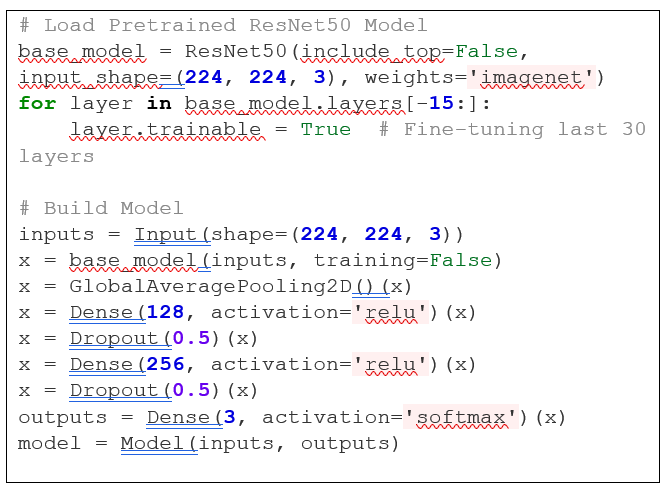 # Load Pretrained ResNet50 Model
base_model = ResNet50(include_top=False,
input_shape=(224, 224, 3), weights='imagenet')
for layer in base_model.layers[-15:]:
    layer.trainable = True  # Fine-tuning last 30
layers

# Build Model
inputs = Input(shape=(224, 224, 3))
x = base_model(inputs, training=False)
x = GlobalAveragePooling2D()(x)
x = Dense(128, activation='relu')(x)
x = Dropout(0.5)(x)
x = Dense(256, activation='relu')(x)
x = Dropout(0.5)(x)
outputs = Dense(3, activation='softmax')(x)
model = Model(inputs, outputs)